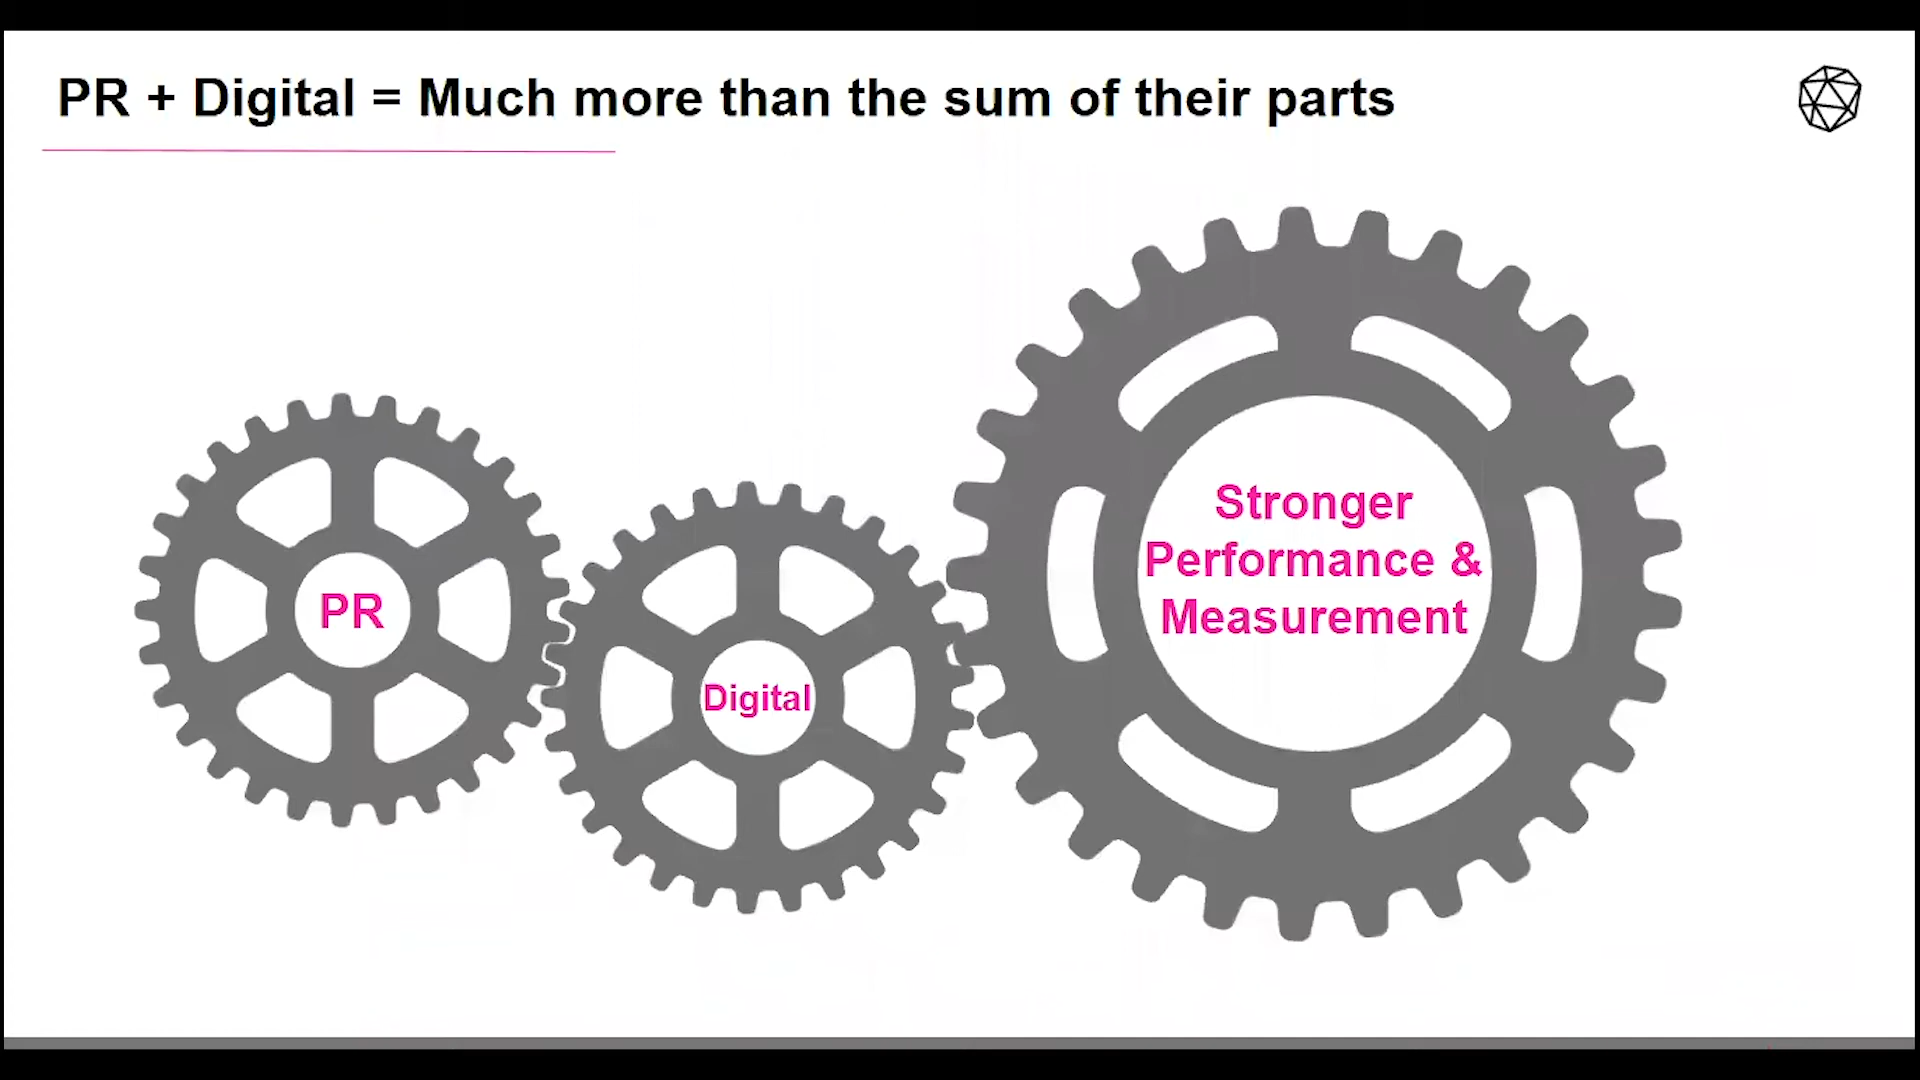 PR + Digital = Much more than the sum of their parts
PR
Digital
Stronger
Performance &
Measurement